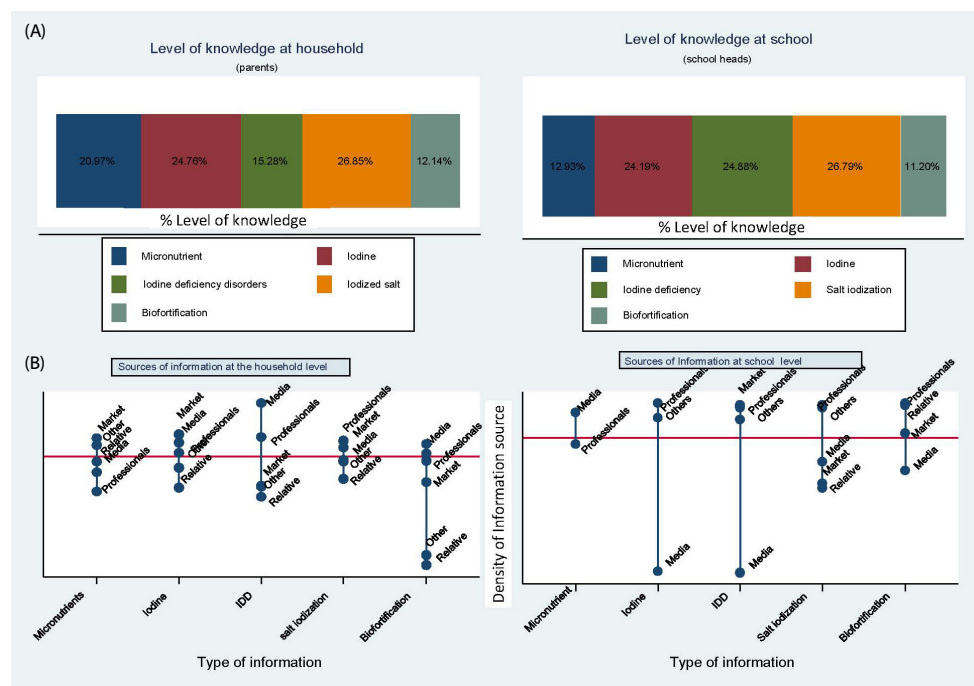 (A)
Level of knowledge at household
(parents)
20.97%
24.76%
15.28%
26.85%
12.14%
% Level of knowledge
Micronutrient
Iodine
Iodine deficiency disorders
Iodized salt
Biofortification
Level of knowledge at school
(school heads)
12.93%
24.19%
24.88%
26.79%
11.20%
% Level of knowledge
Micronutrient
Iodine
Iodine deficiency
Salt iodization
Biofortification
(B)
Sources of information at the household level
Market
Other
Relative
Media
Professionals
Market
Media
Professionals
Other
Relative
Media
Professionals
Market
Other
Relative
Professionals
Market
Media
Other
Relative
Media
Professionals
Market
Other
Relative
Micronutrients
Iodine
IDD
salt iodization
Biofortification
Type of information
Density of Information source
Sources of Information at school level
Media
Professionals
Professionals
Others
Media
Market
Professionals
Others
Media
Professionals
Others
Media
Market
Relative
Professionals
Relative
Market
Media
Micronutrient
Iodine
IDD
Salt iodization
Biofortification
Type of information